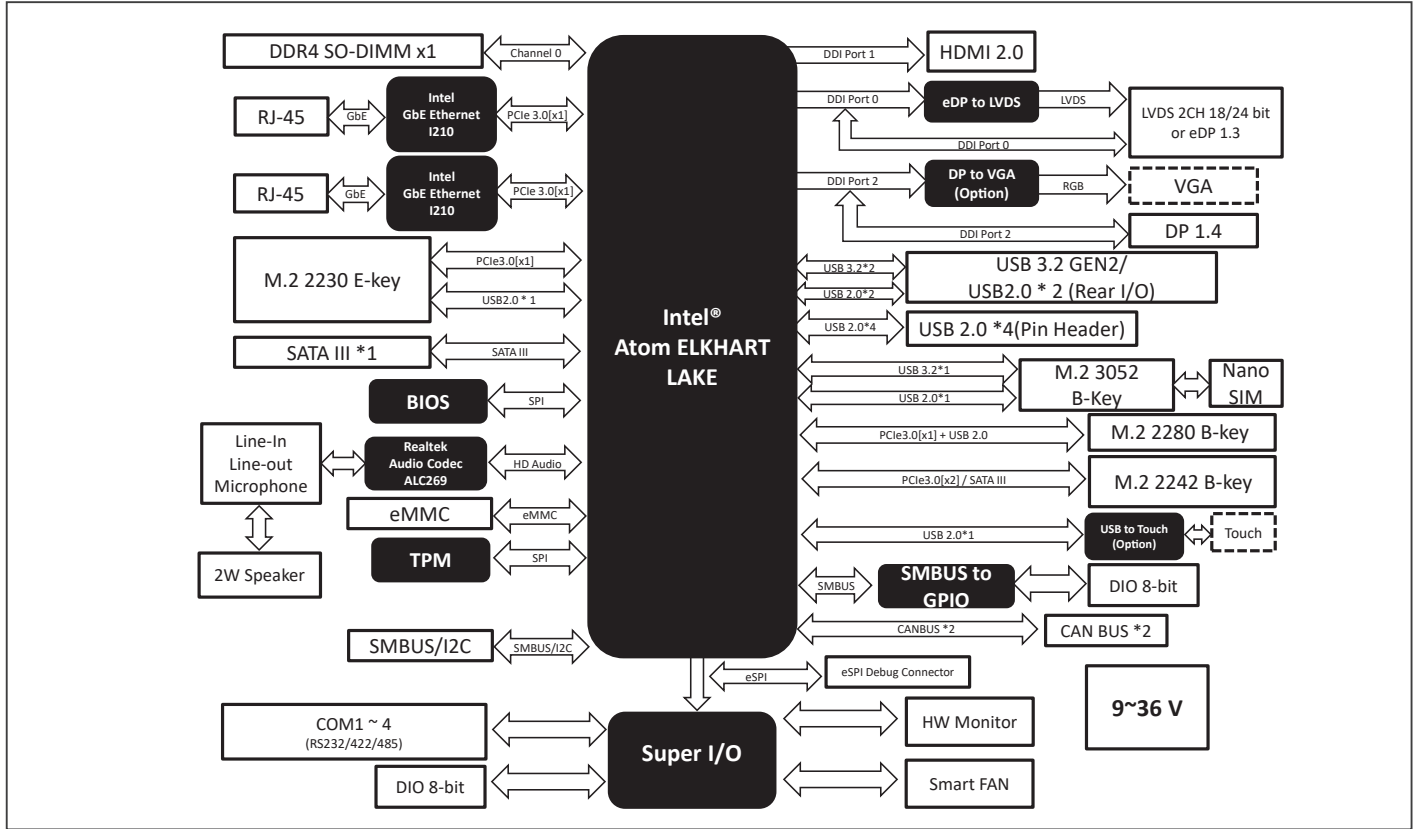 DDR4 SO-DIMM x1
Channel 0
RJ-45
GbE
Intel
GbE Ethernet
I210
PCIe 3.0[x1]
RJ-45
GbE
Intel
GbE Ethernet
I210
PCIe 3.0[x1]
M.2 2230 E-key
PCIe3.0[x1]
USB2.0 * 1
SATA III *1
SATA III
BIOS
SPI
Line-In
Line-out
Microphone
Realtek
Audio Codec
ALC269
HD Audio
eMMC
eMMC
2W Speaker
TPM
SPI
SMBUS/I2C
SMBUS/I2C
Intel®
Atom ELKHART
LAKE
DDI Port 1
HDMI 2.0
DDI Port 0
eDP to LVDS
LVDS
LVDS 2CH 18/24 bit
or eDP 1.3
DDI Port 0
DDI Port 2
DP to VGA
(Option)
RGB
VGA
DDI Port 2
DP 1.4
USB 3.2*2
USB 2.0*2
USB 3.2 GEN2/
USB2.0 * 2 (Rear I/O)
USB 2.0*4
USB 2.0 *4(Pin Header)
USB 3.2*1
USB 2.0*1
M.2 3052
B-Key
Nano
SIM
PCIe3.0[x1] + USB 2.0
M.2 2280 B-key
PCIe3.0[x2] / SATA III
M.2 2242 B-key
USB 2.0*1
USB to Touch
(Option)
Touch
SMBUS
SMBUS to
GPIO
DIO 8-bit
CANBUS *2
CAN BUS *2
eSPI
eSPI Debug Connector
COM1 ~ 4
(RS232/422/485)
DIO 8-bit
Super I/O
HW Monitor
Smart FAN
9~36 V